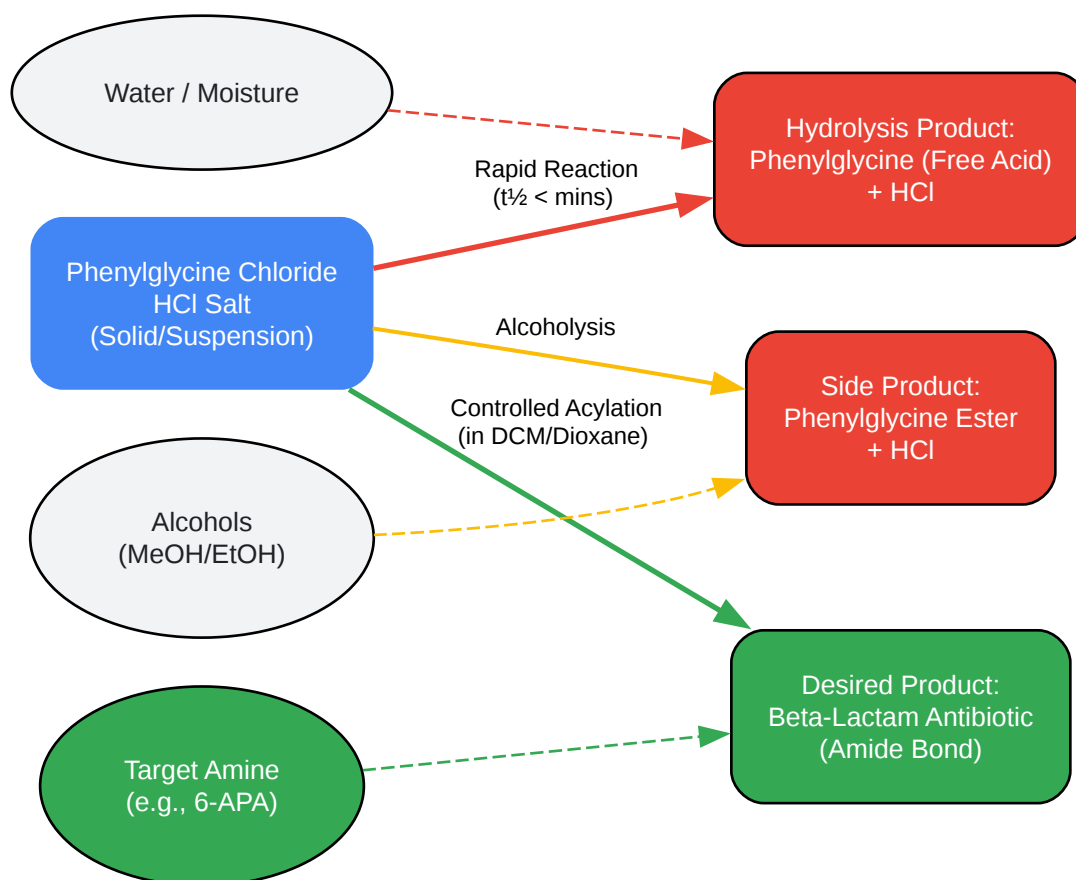 Water / Moisture
Hydrolysis Product:
Phenylglycine (Free Acid)
+ HCl
Rapid Reaction
(t½ < mins)
Phenylglycine Chloride
HCl Salt
(Solid/Suspension)
Alcoholysis
Side Product:
Phenylglycine Ester
+ HCl
Controlled Acylation
(in DCM/Dioxane)
Alcohols
(MeOH/EtOH)
Desired Product:
Beta-Lactam Antibiotic
(Amide Bond)
Target Amine
(e.g., 6-APA)